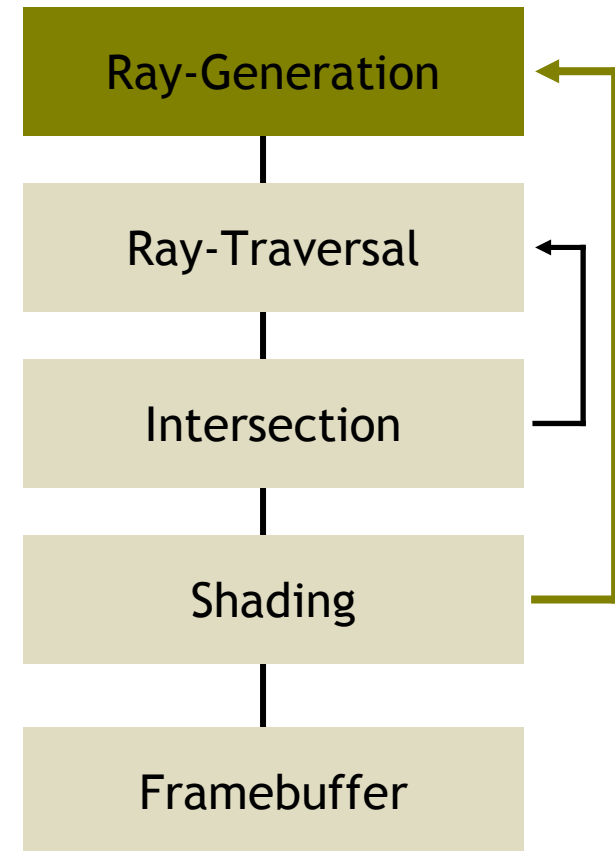 Ray-Generation
Ray-Traversal
Intersection
Shading
Framebuffer